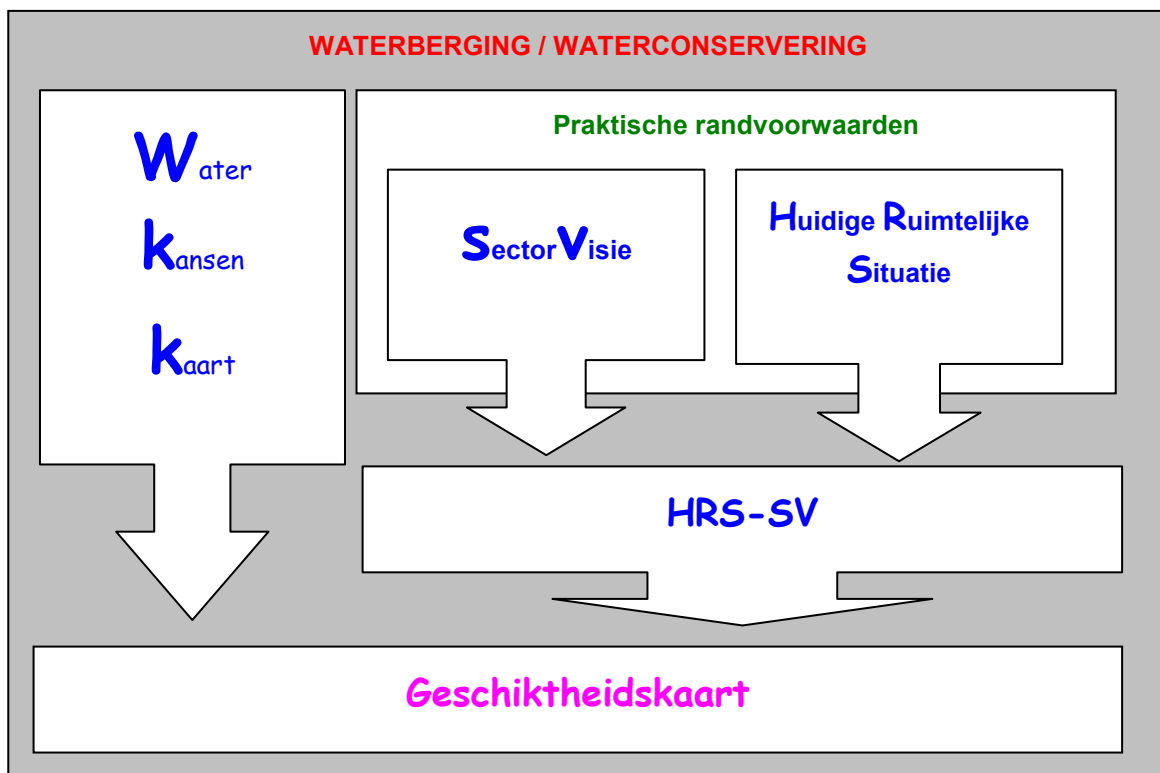 WATERBERGING / WATERCONSERVERING
Water
kansen
kaart
Praktische randvoorwaarden
SectorVisie
Huidige Ruimtelijke
Situatie
HRS-SV
Geschiktheidskaart